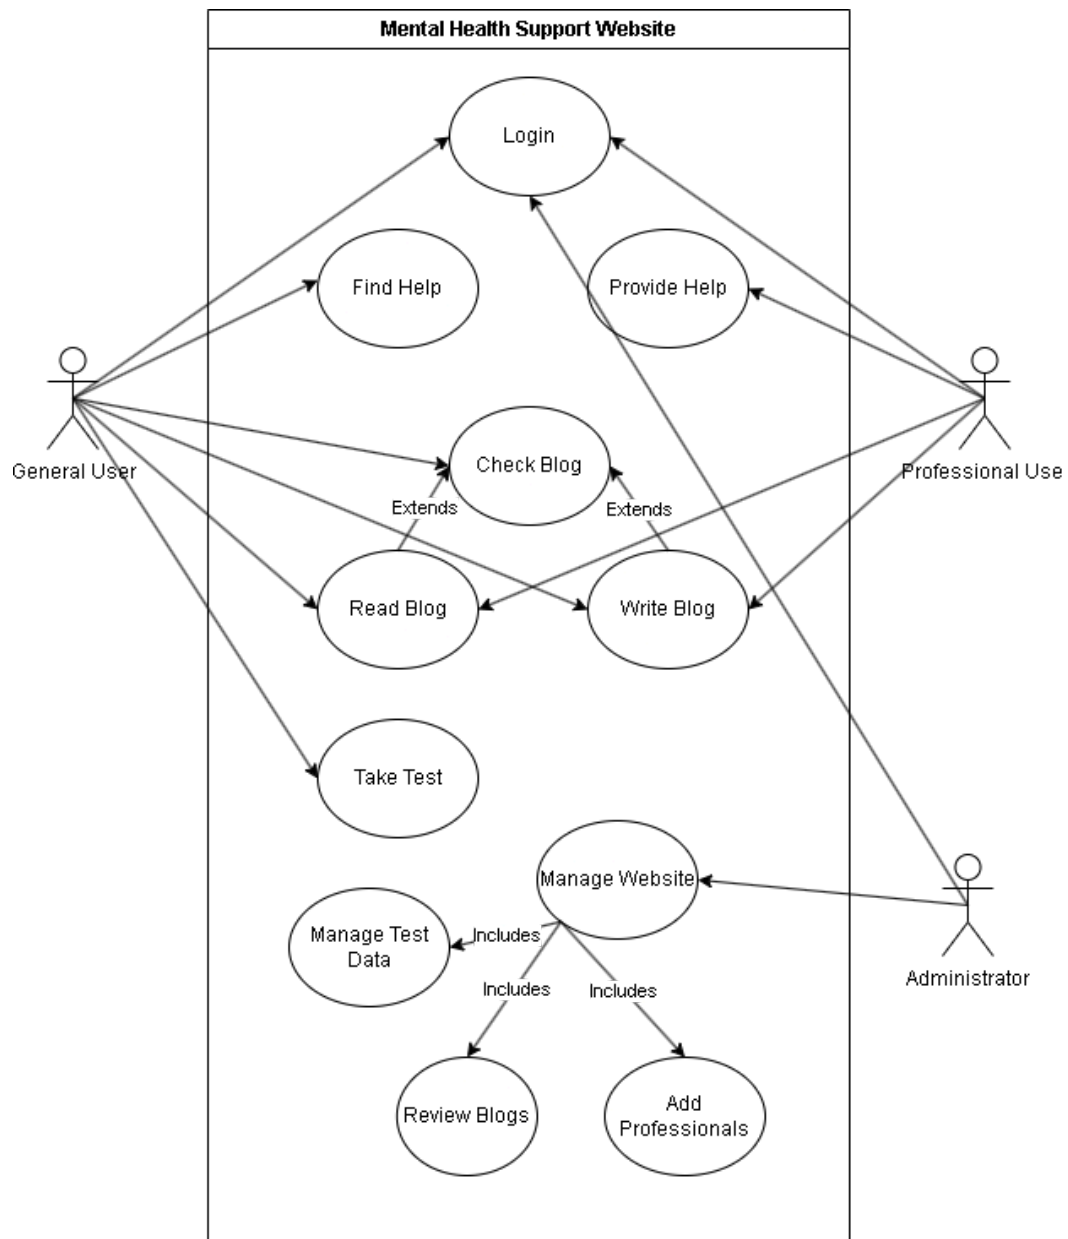 Mental Health Support Website
Login
Find Help
Provide Help
General User
Professional Use
Check Blog
Extends
Extends
Read Blog
Write Blog
Take Test
Manage Website
Administrator
Manage Test
Data
Includes
Includes
Includes
Review Blogs
Add
Professionals